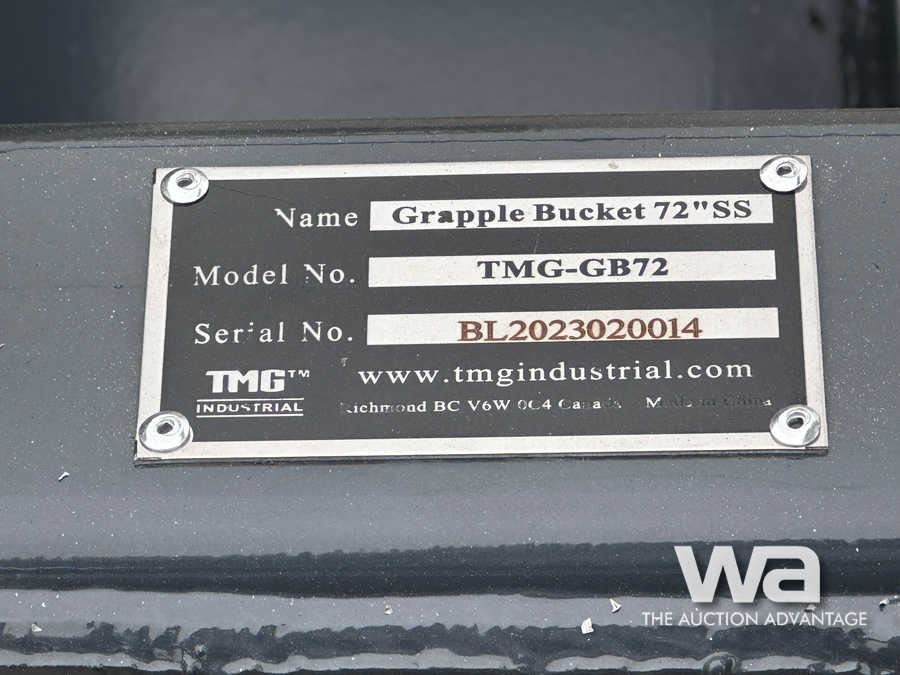 Name Grapple Bucket 72"SS
Model No. TMG-GB72
Serial No. BL2023020014
TMG™ www.tmgindustrial.com
INDUSTRIAL Richmond BC V6W 0C4 Canada Made in China
wa
THE AUCTION ADVANTAGE